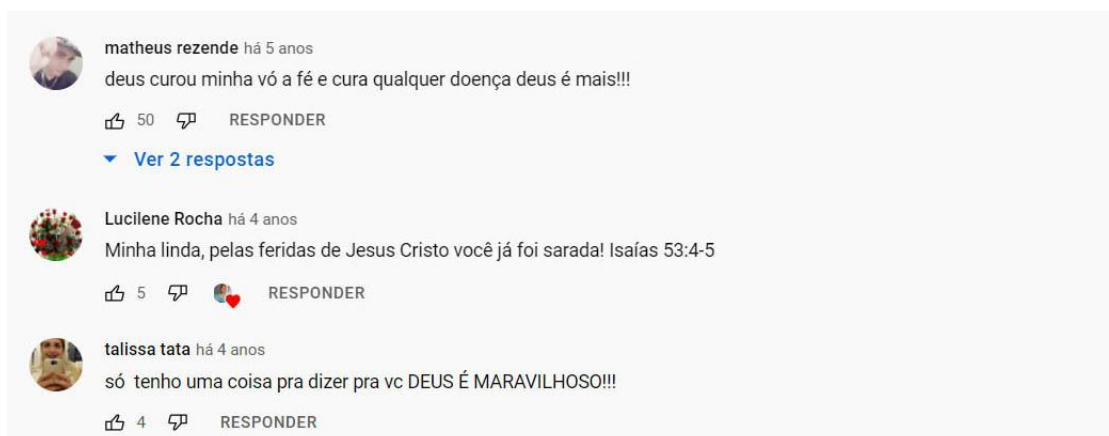 matheus rezende há 5 anos
deus curou minha vó a fé e cura qualquer doença deus é mais!!!
50 RESPONDER
Ver 2 respostas
Lucilene Rocha há 4 anos
Minha linda, pelas feridas de Jesus Cristo você já foi sarada! Isaías 53:4-5
5 RESPONDER
talissa tata há 4 anos
só tenho uma coisa pra dizer pra vc DEUS É MARAVILHOSO!!!
4 RESPONDER